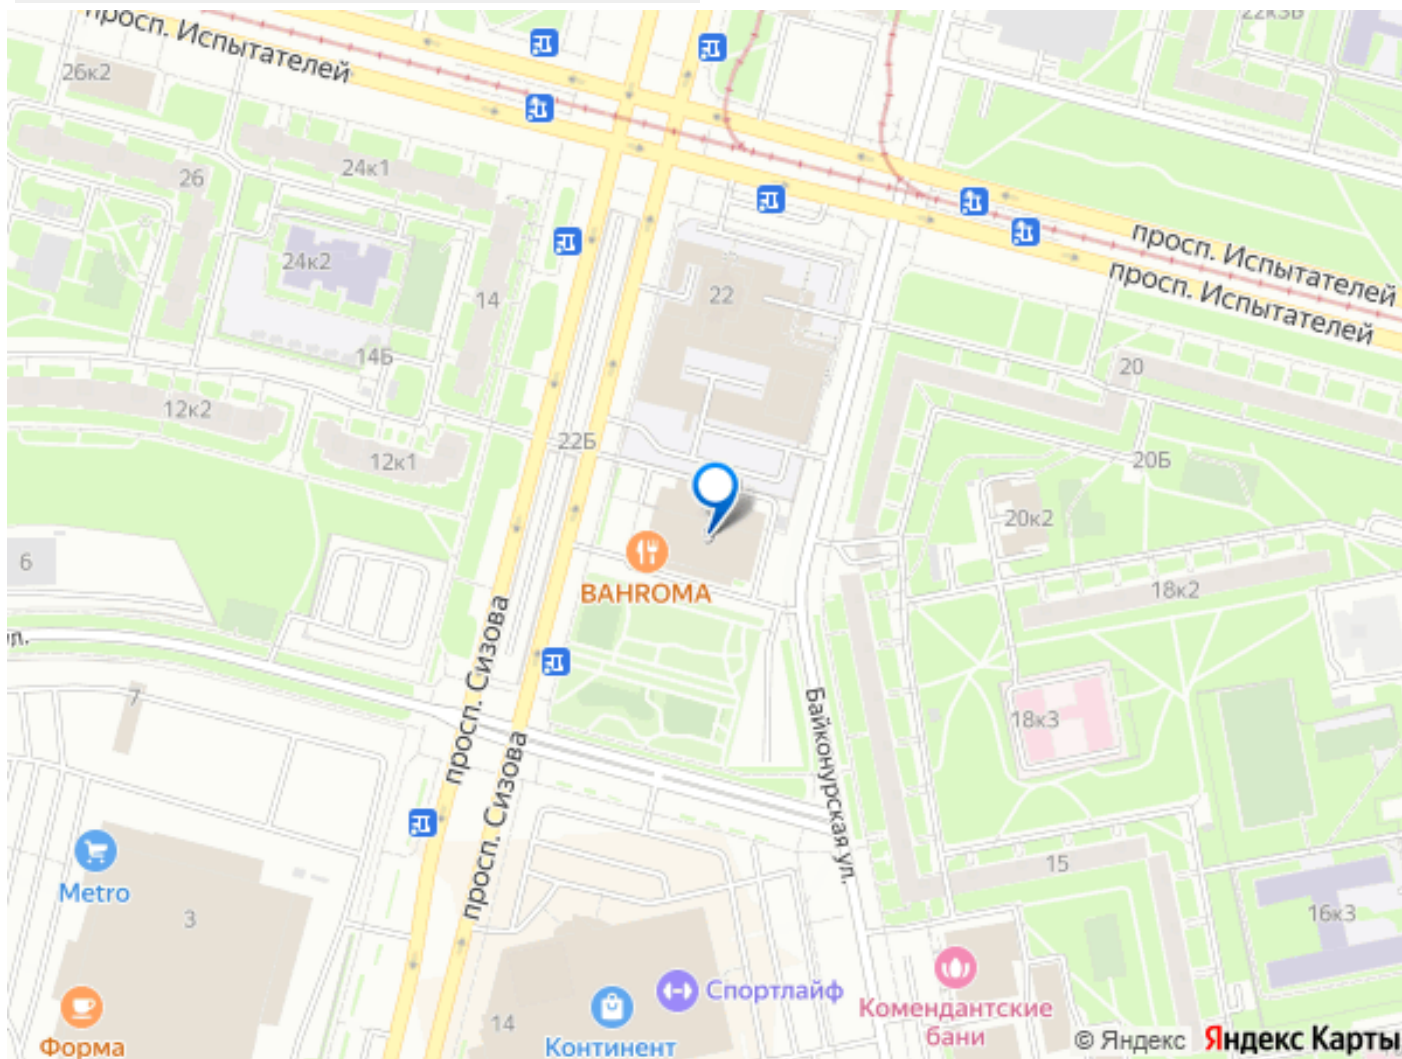 просп. Испытателей
22к3Б
26к2
24к1
26
просп. Испытателей
24к2
просп. Испытателей
22
14
14Б
20
12к2
22Б
12к1
20Б
20к2
6
BAHROMA
18к2
просп. Сизова
7
18к3
Байконурская ул.
просп. Сизова
Metro
15
3
16к3
Спортлайф
Комендантские
бани
14
Форма
Континент
© Яндекс Яндекс Карты